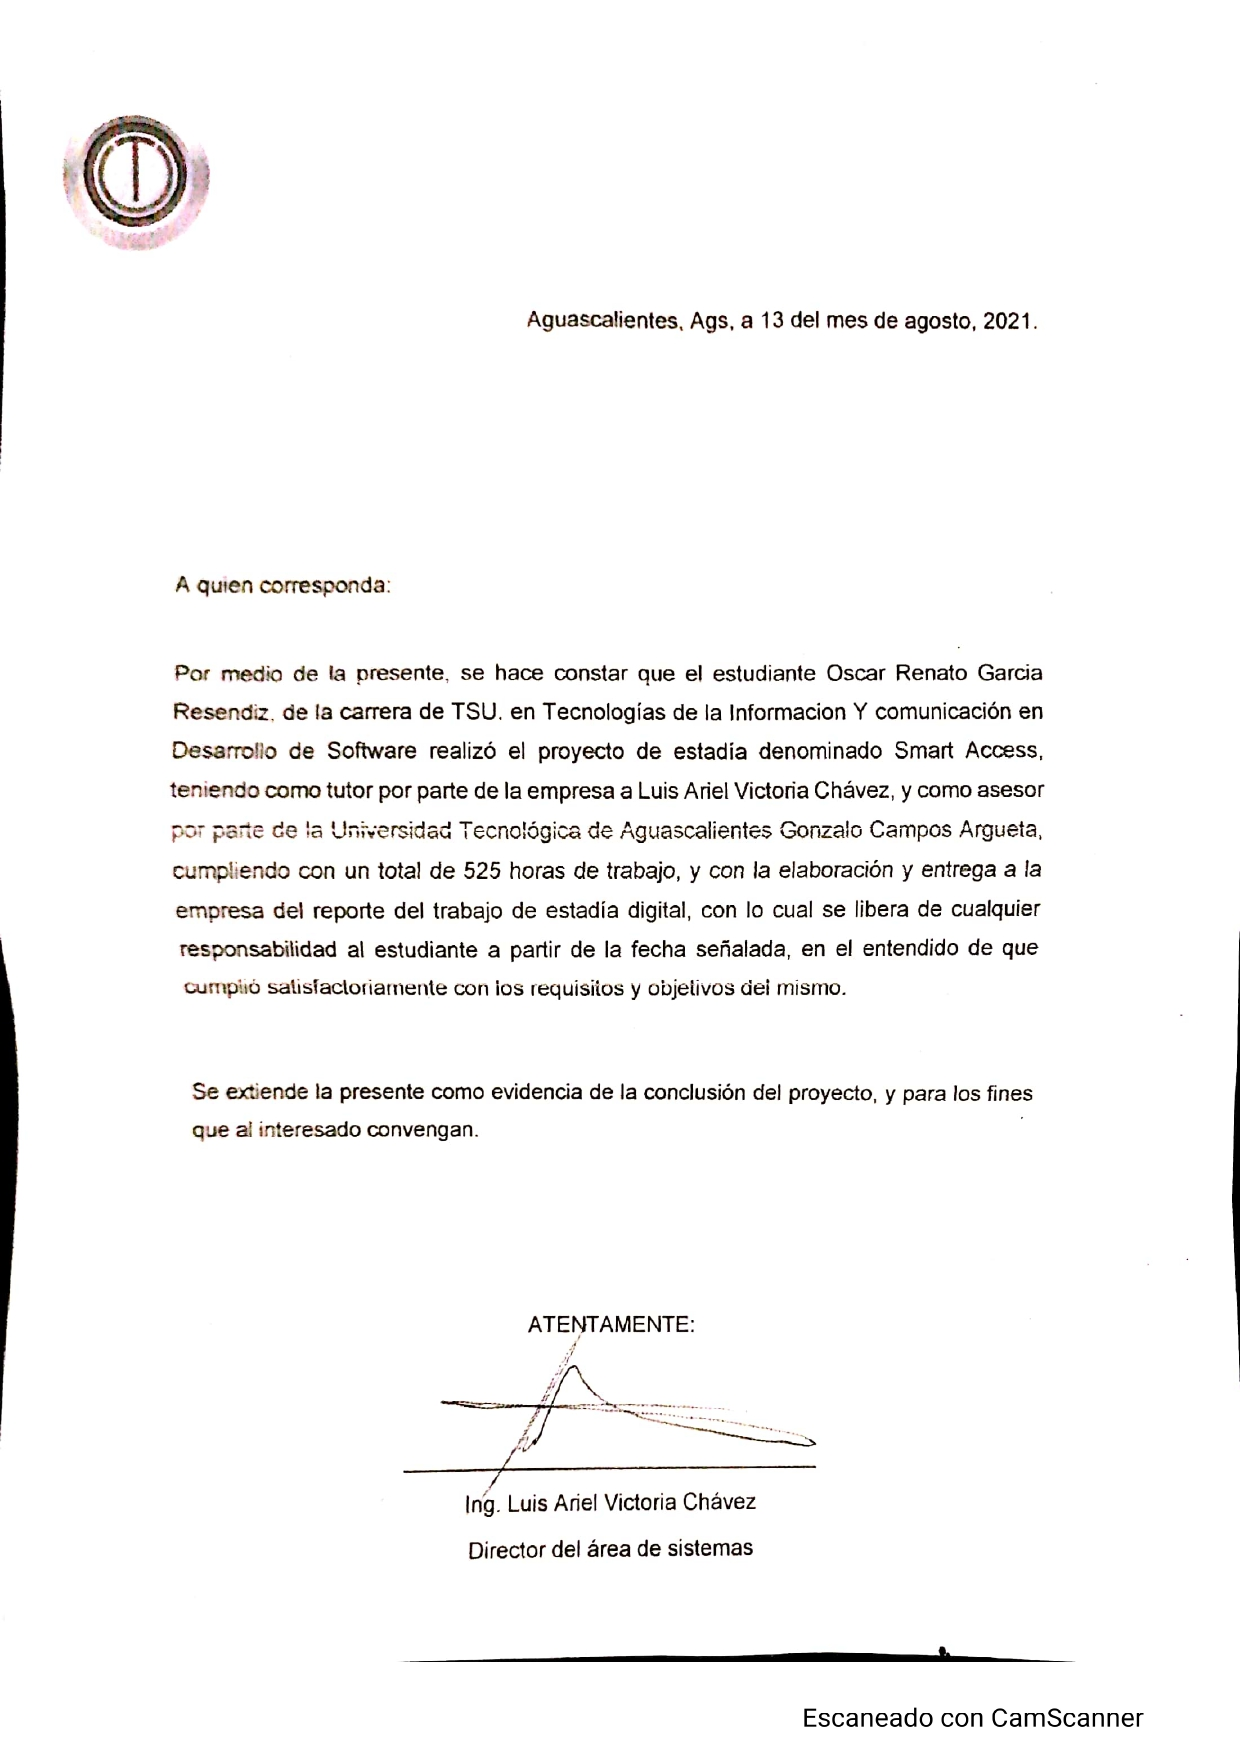 Aguascalientes, Ags, a 13 del mes de agosto, 2021.
A quien corresponda:
Por medio de la presente, se hace constar que el estudiante Oscar Renato Garcia
Resendiz, de la carrera de TSU. en Tecnologías de la Informacion Y comunicación en
Desarrollo de Software realizó el proyecto de estadía denominado Smart Access,
teniendo como tutor por parte de la empresa a Luis Ariel Victoria Chávez, y como asesor
por parte de la Universidad Tecnológica de Aguascalientes Gonzalo Campos Argueta,
cumpliendo con un total de 525 horas de trabajo, y con la elaboración y entrega a la
empresa del reporte del trabajo de estadía digital, con lo cual se libera de cualquier
responsabilidad al estudiante a partir de la fecha señalada, en el entendido de que
cumplió satisfactoriamente con los requisitos y objetivos del mismo.
Se extiende la presente como evidencia de la conclusión del proyecto, y para los fines
que al interesado convengan.
ATENTAMENTE:
Ing. Luis Ariel Victoria Chávez
Director del área de sistemas
Escaneado con CamScanner